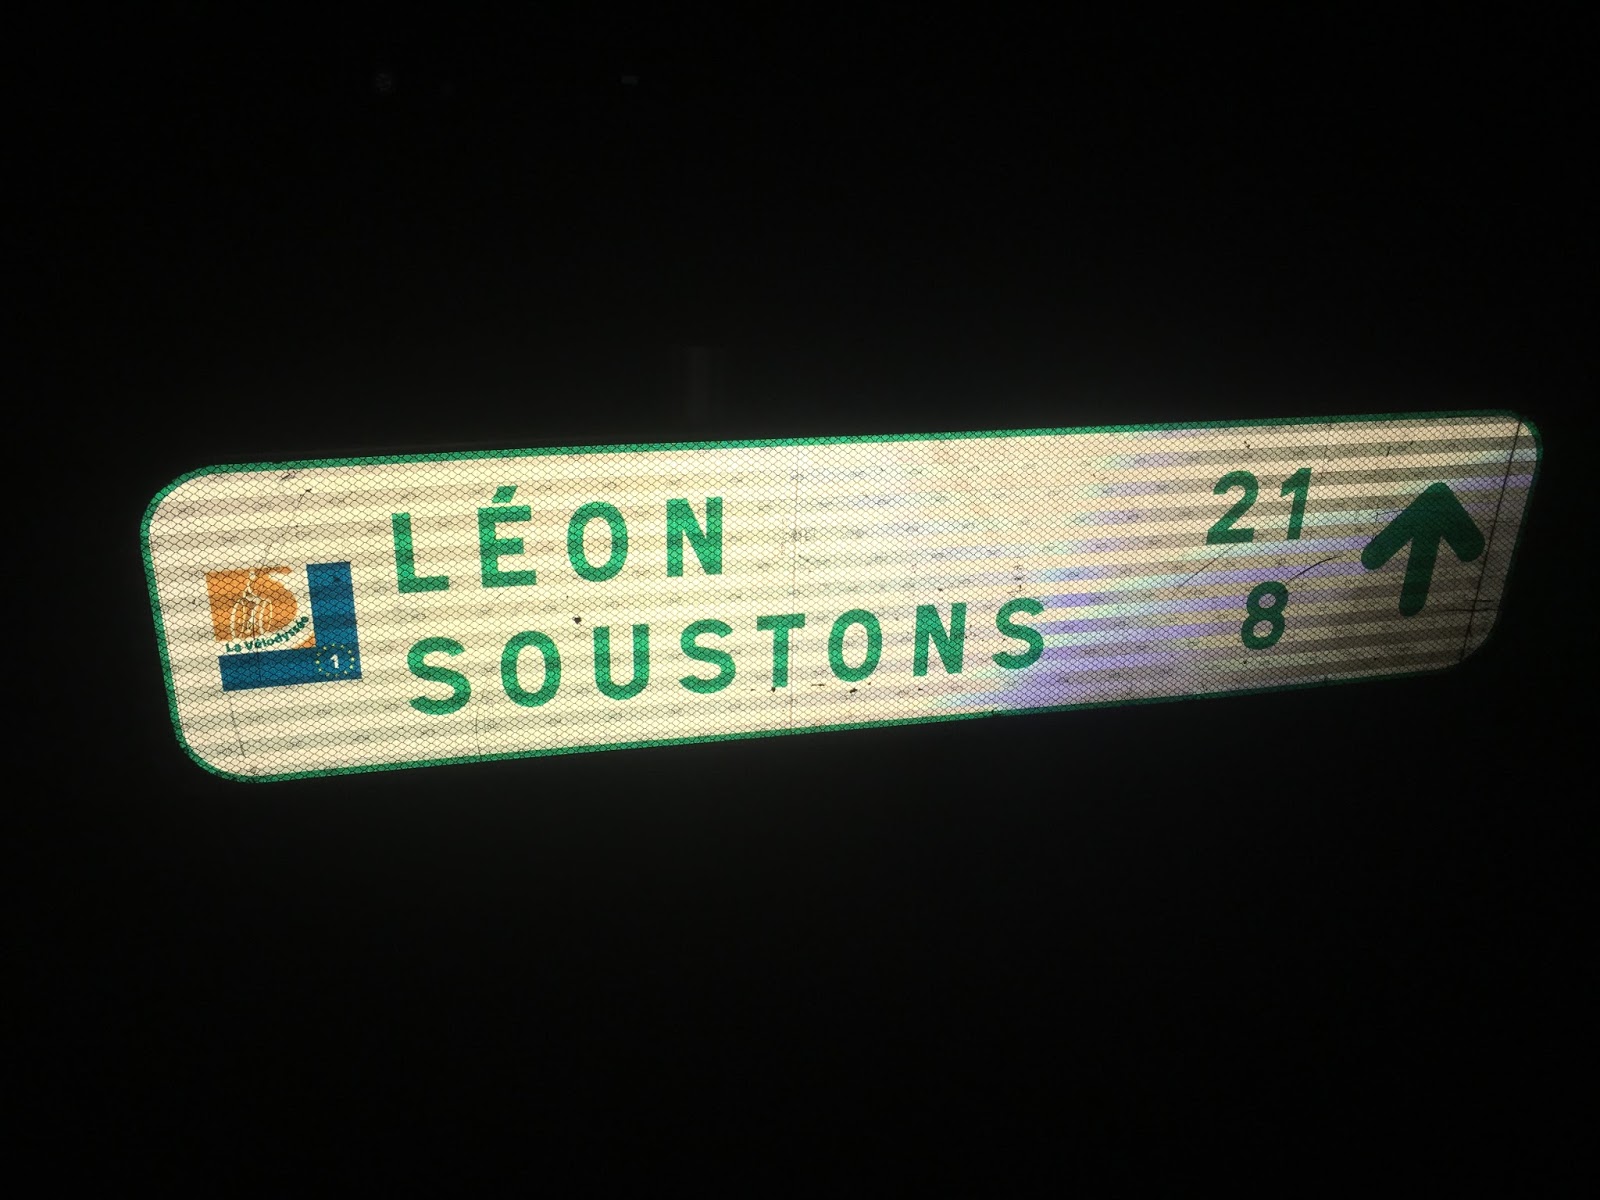 LÉON 21
SOUSTONS 8
La Vélodyssée
1